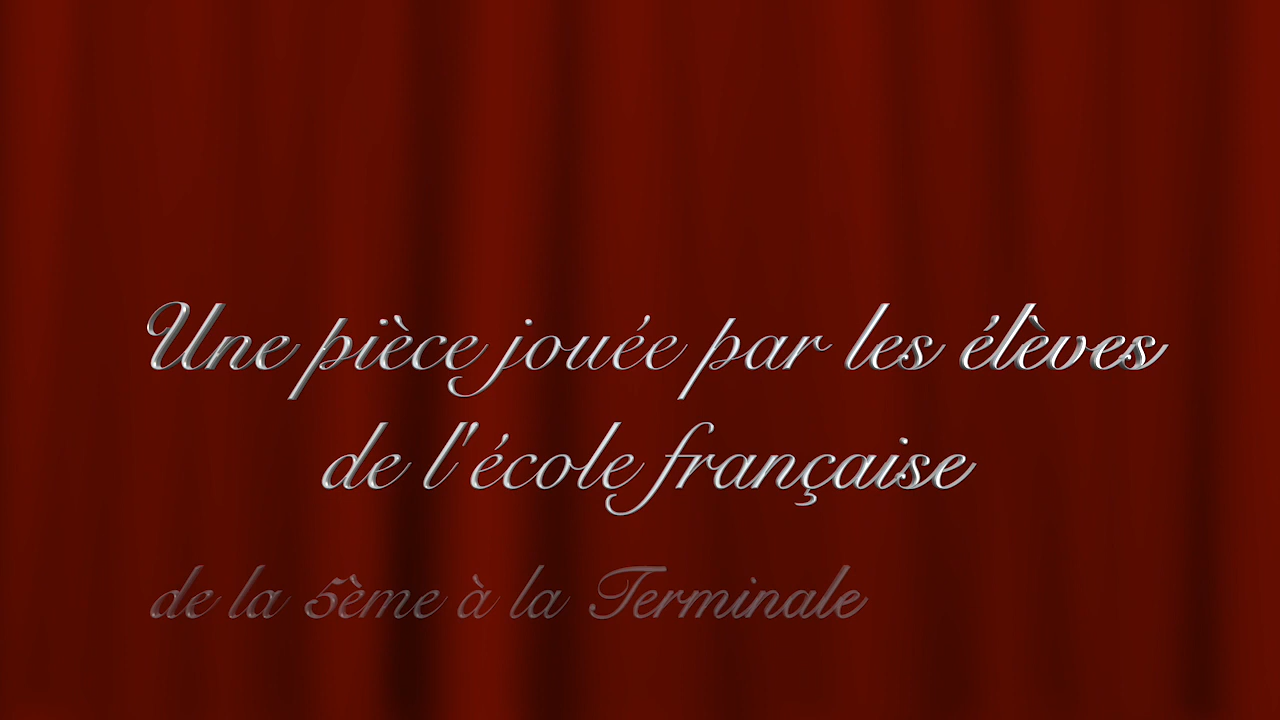 Une pièce jouée par les élèves
de l'école française
de la 5ème à la Terminale